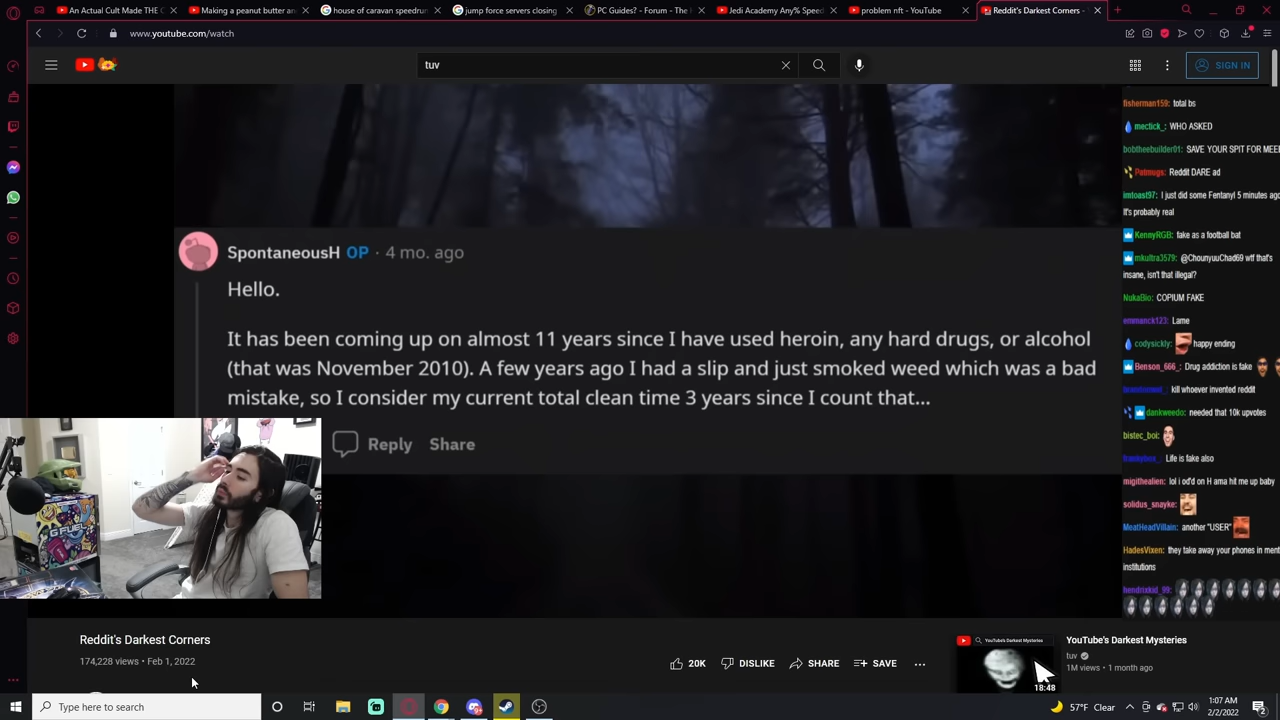 An Actual Cult Made THE C
Making a peanut butter an
house of caravan speedrun
jump force servers closing
PC Guides? - Forum - The H
Jedi Academy Any% Speed
problem nft - YouTube
Reddit's Darkest Corners -
www.youtube.com/watch
tuv
SIGN IN
SpontaneousH OP · 4 mo. ago
Hello.
It has been coming up on amost 11 years since I have used heroin, any hard drugs, or alcohol
(that was November 2010). A few years ago I had a slip and just smoked weed which was a bad
mistake, so I consider my current total clean time 3 years since I count that...
Reply Share
fisherman159: total bs
mectick_: WHO ASKED
bobtheebuilder01: SAVE YOUR SPIT FOR MEE
Patmugs: Reddit DARE ad
imtoast97: I just did some Fentanyl 5 minutes ago
It's probably real
KennyRGB: fake as a football bat
mkultra3579: @ChounyuuChad69 wtf that's
insane, isn't that illegal?
NukaBlo: COPIUM FAKE
emmanck123: Lame
codysickly: happy ending
Benson_666_: Drug addiction is fake
kill whoever invented reddit
dankweedo: needed that 10k upvotes
bistec_boi:
frankybox_: Life is fake also
migithealien: lol i od'd on H ama hit me up baby
solidus_snayke:
MeatHeadVillain: another "USER"
HadesVixen: they take away your phones in ment
institutions
hendrixkid_99:
G FUEL
Reddit's Darkest Corners
174,228 views • Feb 1, 2022
20K DISLIKE SHARE SAVE
YouTube's Darkest Mysteries
18:48
YouTube's Darkest Mysteries
tuv
1M views • 1 month ago
Type here to search
57°F Clear
1:07 AM
2/2/2022
2